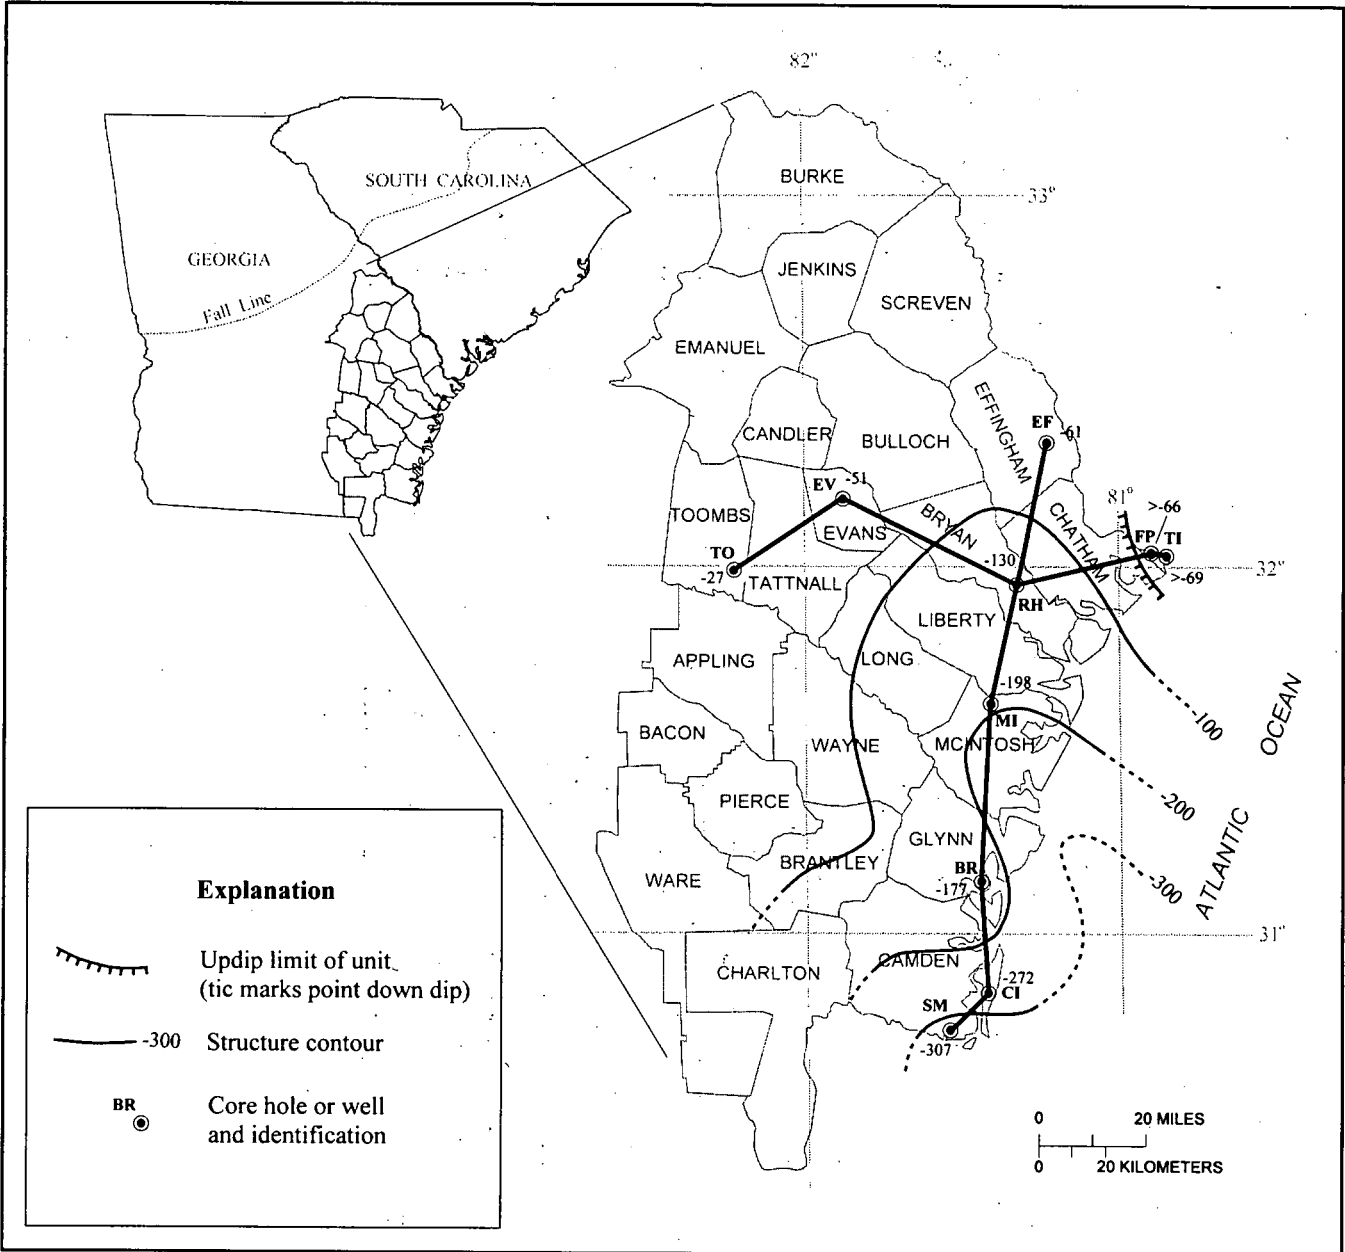 82°
BURKE
33°
SOUTH CAROLINA
GEORGIA
Fall Line
JENKINS
SCREVEN
EMANUEL
EFFINGHAM
CANDLER
BULLOCH
EF
-61
EV
-51
81°
TOOMBS
EVANS
BRYAN
CHATHAM
>-66
FP
TI
TO
-27
TATTNALL
-130
RH
>-69
32°
LIBERTY
APPLING
LONG
-198
MI
-100
BACON
WAYNE
MCINTOSH
OCEAN
PIERCE
-200
GLYNN
ATLANTIC
BRANTLEY
WARE
BR
-177
-300
31°
CHARLTON
CAMDEN
-272
CI
SM
-307
Explanation
Updip limit of unit
(tic marks point down dip)
-300
Structure contour
BR
Core hole or well
and identification
0 20 MILES
0 20 KILOMETERS